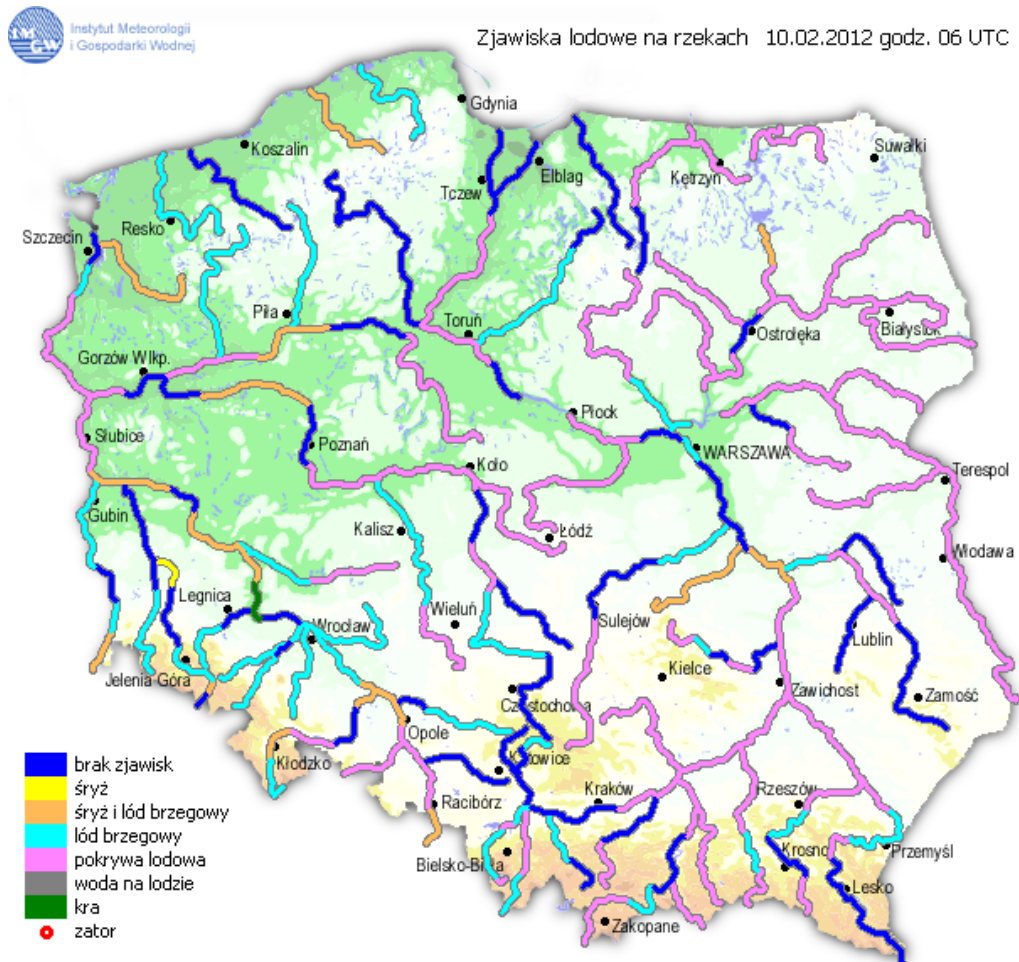 IMGW
Instytut Meteorologii
i Gospodarki Wodnej
Zjawiska lodowe na rzekach 10.02.2012 godz. 06 UTC
Gdynia
Koszalin
Elbląg
Suwałki
Kętrzyn
Tczew
Resko
Szczecin
Piła
Toruń
Ostrołęka
Białystok
Gorzów Wlkp.
Płock
Słubice
Poznań
WARSZAWA
Koło
Terespol
Gubin
Kalisz
Łódź
Włodawa
Legnica
Wrocław
Wieluń
Sulejów
Lublin
Jelenia Góra
Kielce
Zawichost
Zamość
Częstochowa
Opole
Kłodzko
Katowice
Racibórz
Kraków
Rzeszów
Bielsko-Biała
Krosno
Przemyśl
Lesko
Zakopane
brak zjawisk
śryż
śryż i lód brzegowy
lód brzegowy
pokrywa lodowa
woda na lodzie
kra
zator